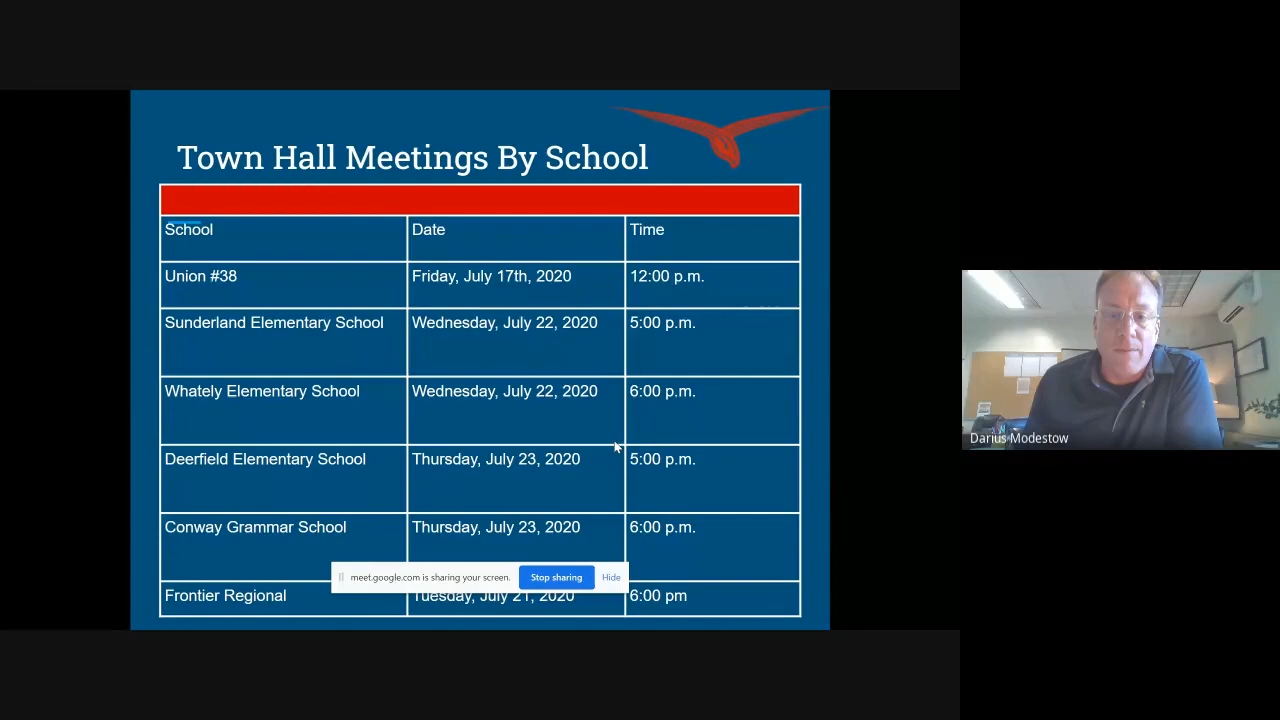 Town Hall Meetings By School
School Date Time
Union #38 Friday, July 17th, 2020 12:00 p.m.
Sunderland Elementary School Wednesday, July 22, 2020 5:00 p.m.
Whately Elementary School Wednesday, July 22, 2020 6:00 p.m.
Deerfield Elementary School Thursday, July 23, 2020 5:00 p.m.
Conway Grammar School Thursday, July 23, 2020 6:00 p.m.
meet.google.com is sharing your screen. Stop sharing Hide
Frontier Regional Tuesday, July 21, 2020 6:00 pm
Darius Modestow